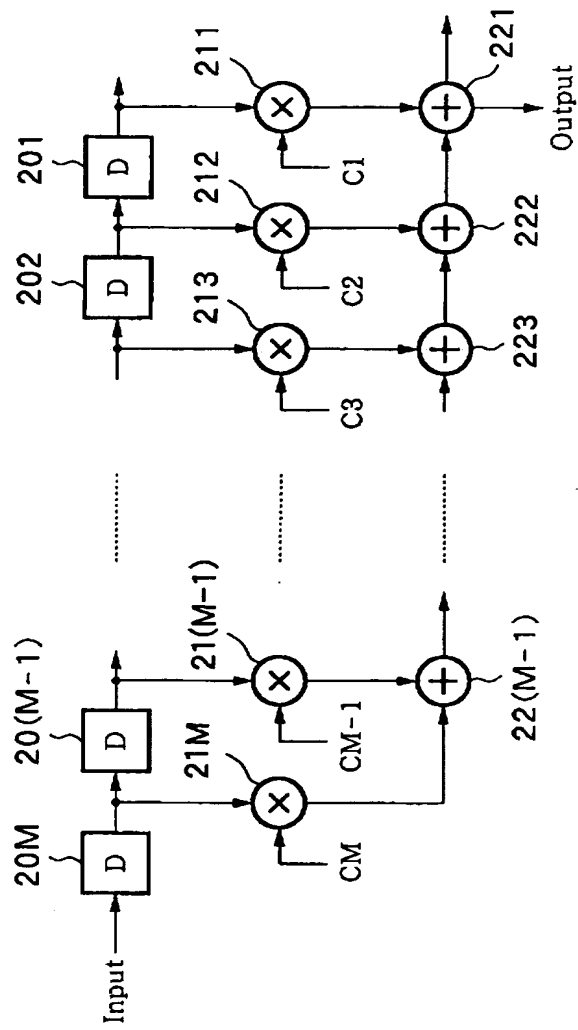 20M
20(M-1)
202
201
D
D
D
D
Input
21M
21(M-1)
213
212
211
CM
CM-1
C3
C2
C1
22(M-1)
223
222
221
Output